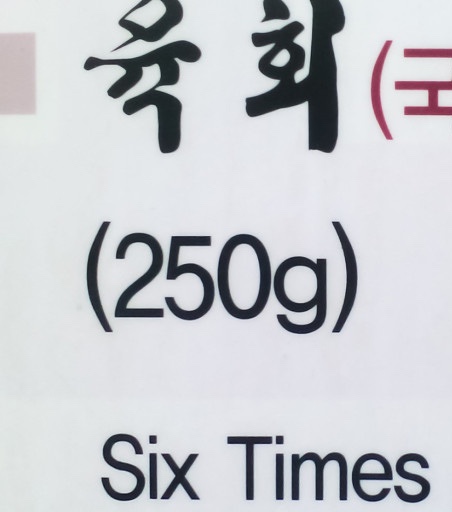 육회
(250g)
Six Times